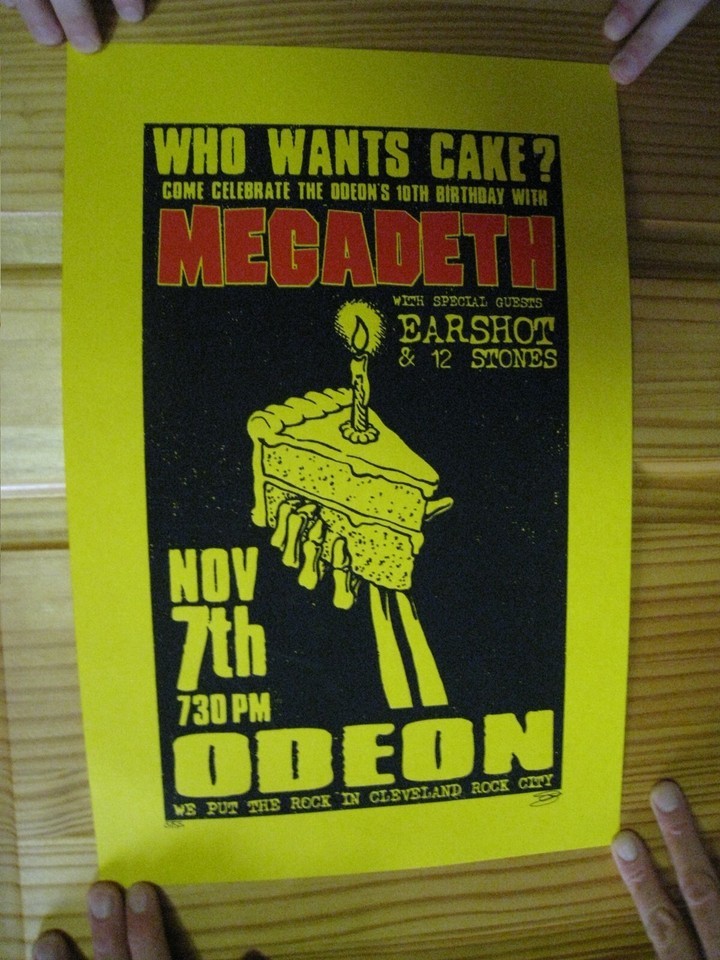 WHO WANTS CAKE?
COME CELEBRATE THE ODEON'S 10TH BIRTHDAY WITH
MEGADETH
WITH SPECIAL GUESTS
EARSHOT
& 12 STONES
NOV
7th
730 PM
ODEON
WE PUT THE ROCK IN CLEVELAND ROCK CITY